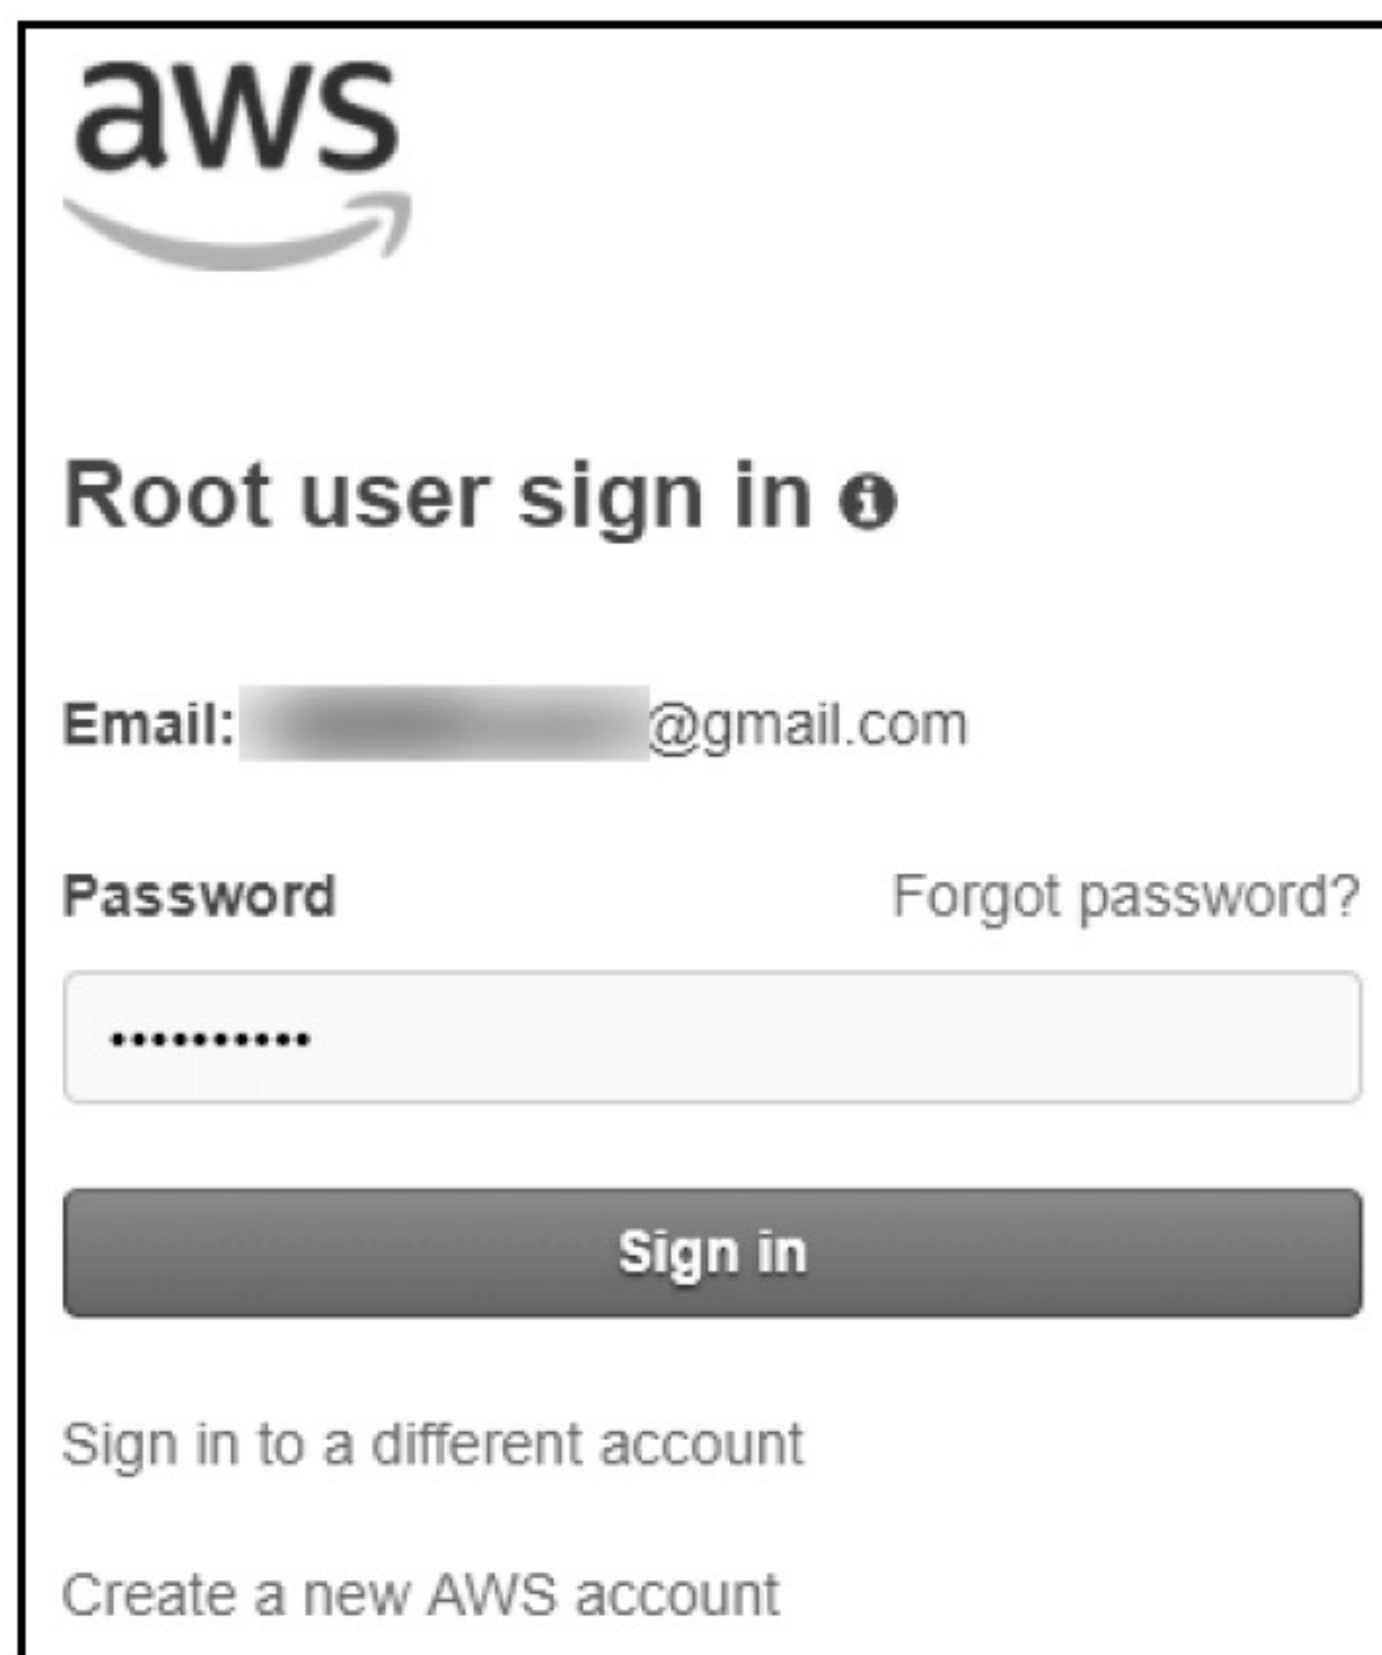 aws
Root user sign in
Email: @gmail.com
Password Forgot password?
••••••••••
Sign in
Sign in to a different account
Create a new AWS account